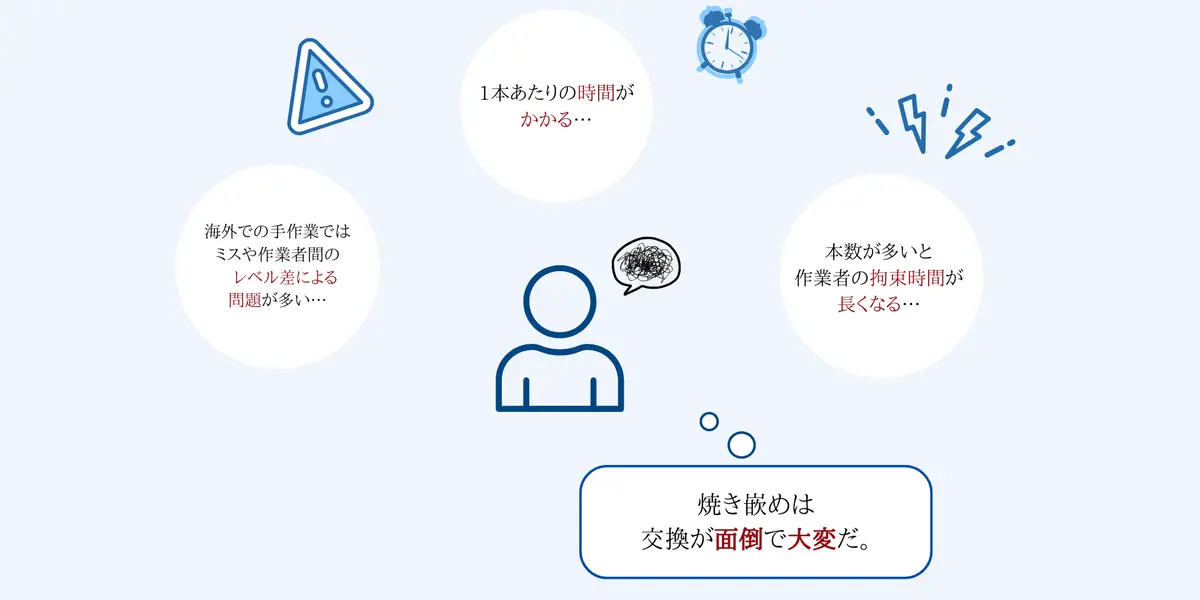 1本あたりの時間が
かかる…
海外での手作業では
ミスや作業者間の
レベル差による
問題が多い…
本数が多いと
作業者の拘束時間が
長くなる…
焼き嵌めは
交換が面倒で大変だ。